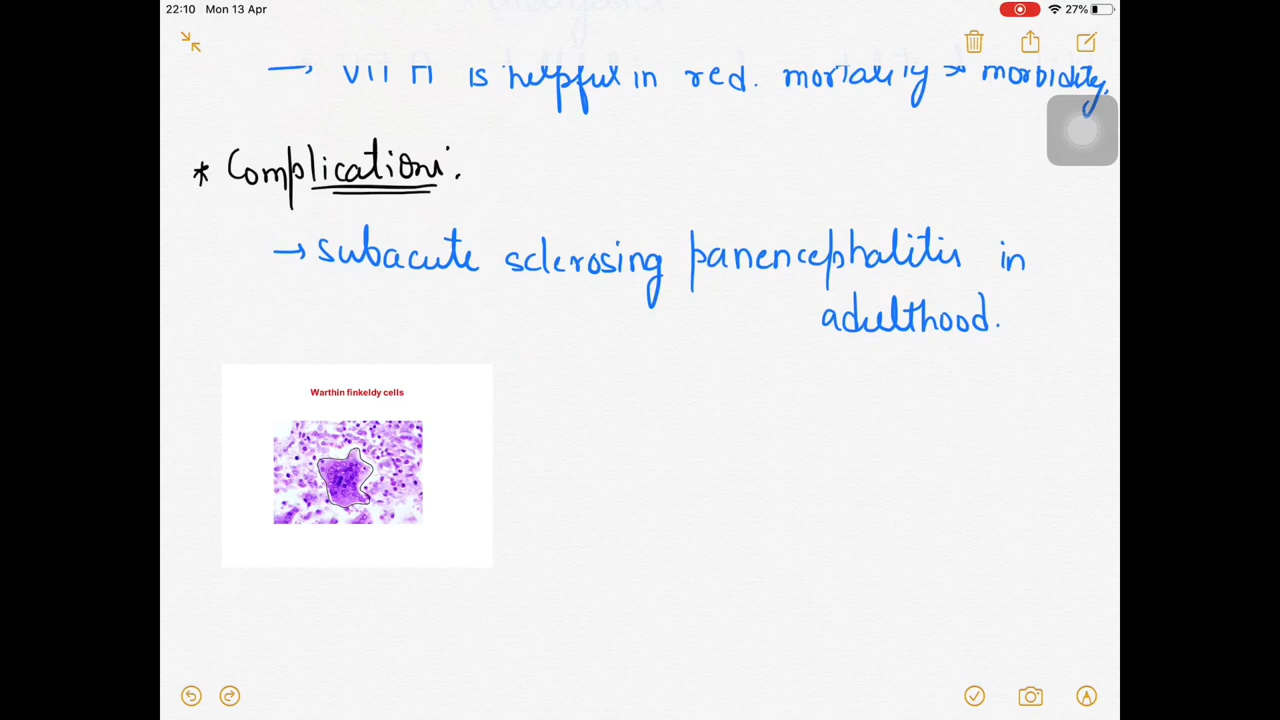 22:10 Mon 13 Apr 27%
→ Vit A is helpful in red. mortality & morbidity.
* Complication:
→ subacute sclerosing panencephalitis in
adulthood.
Warthin finkeldy cells